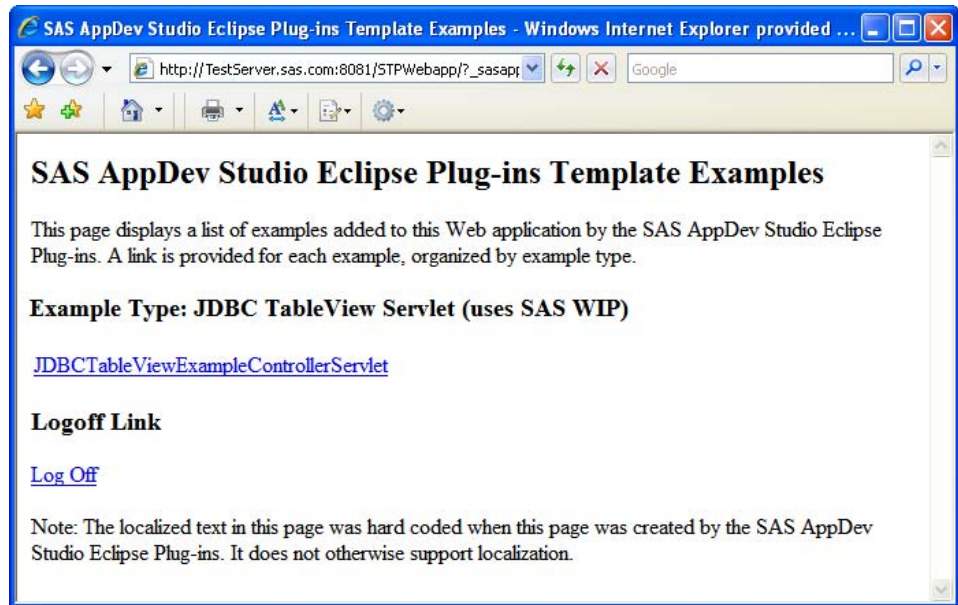 SAS AppDev Studio Eclipse Plug-ins Template Examples - Windows Internet Explorer provided ...
http://TestServer.sas.com:8081/STPWebapp/?_sasapp
Google
SAS AppDev Studio Eclipse Plug-ins Template Examples
This page displays a list of examples added to this Web application by the SAS AppDev Studio Eclipse
Plug-ins. A link is provided for each example, organized by example type.
Example Type: JDBC TableView Servlet (uses SAS WIP)
JDBCTableViewExampleControllerServlet
Logoff Link
Log Off
Note: The localized text in this page was hard coded when this page was created by the SAS AppDev
Studio Eclipse Plug-ins. It does not otherwise support localization.